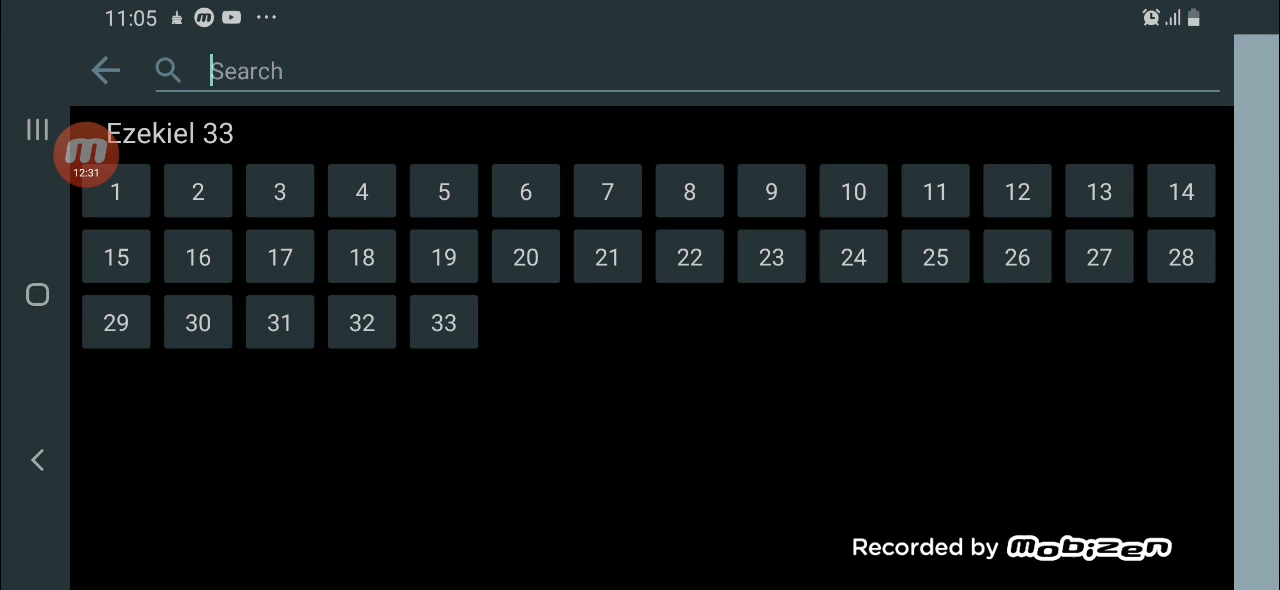 11:05
Search
Ezekiel 33
m
12:31
1 2 3 4 5 6 7 8 9 10 11 12 13 14
15 16 17 18 19 20 21 22 23 24 25 26 27 28
29 30 31 32 33
Recorded by mobizen